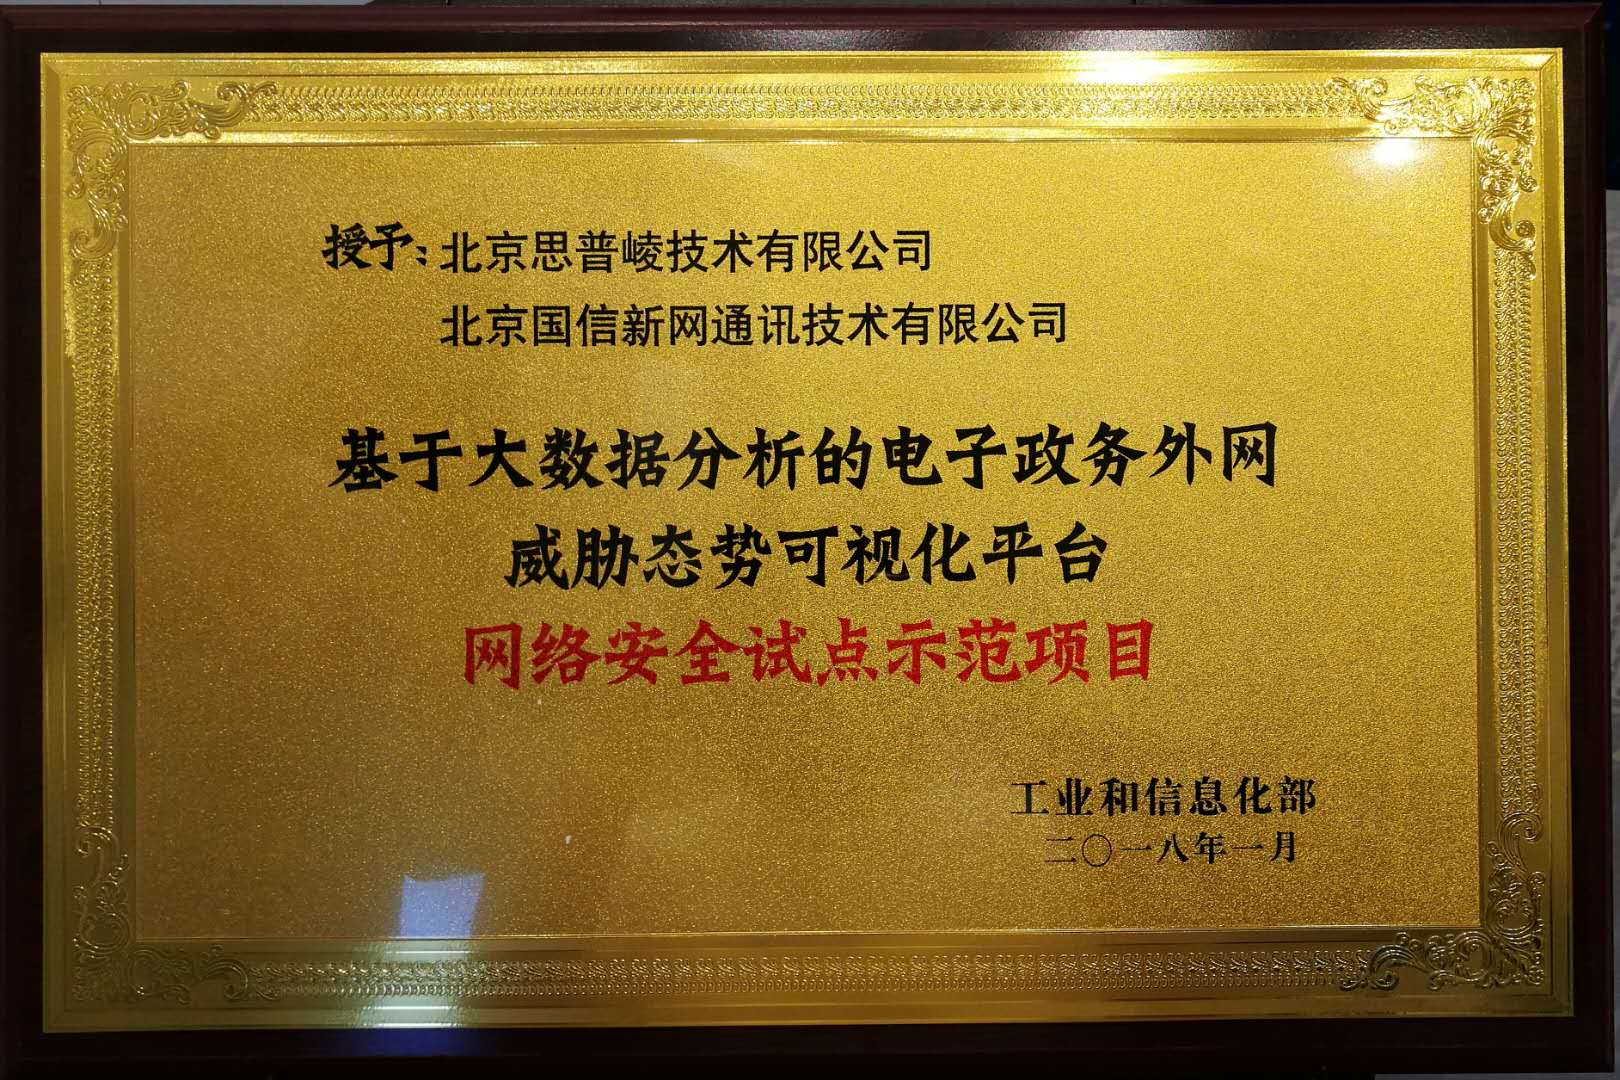 授予：北京思普崚技术有限公司
北京国信新网通讯技术有限公司
基于大数据分析的电子政务外网
威胁态势可视化平台
网络安全试点示范项目
工业和信息化部
二〇一八年一月